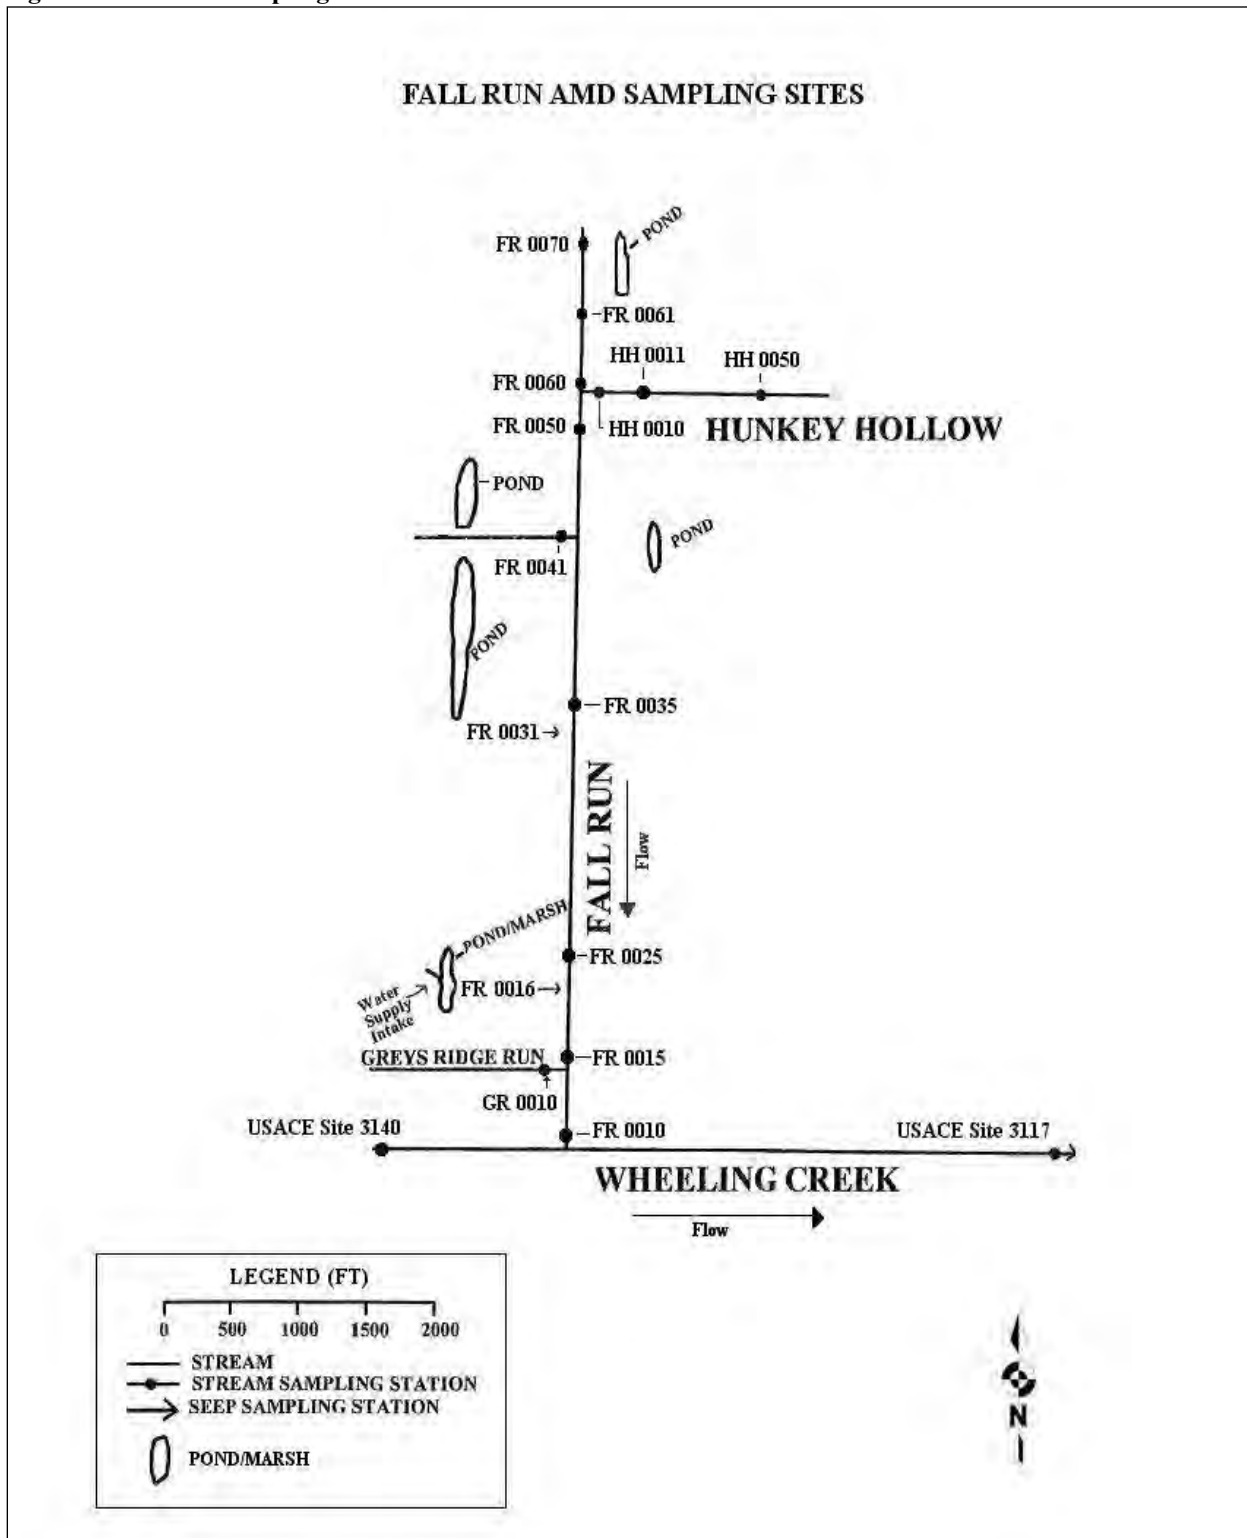 FALL RUN AMD SAMPLING SITES
POND
FR 0070
FR 0061
HH 0011
HH 0050
FR 0060
FR 0050
HH 0010
HUNKEY HOLLOW
POND
POND
FR 0041
POND
FR 0035
FR 0031
FALL RUN
Flow
POND/MARSH
FR 0025
FR 0016
Water
Supply
Intake
GREYS RIDGE RUN
FR 0015
GR 0010
USACE Site 3140
FR 0010
USACE Site 3117
WHEELING CREEK
Flow
LEGEND (FT)
0 500 1000 1500 2000
STREAM
STREAM SAMPLING STATION
SEEP SAMPLING STATION
POND/MARSH
N